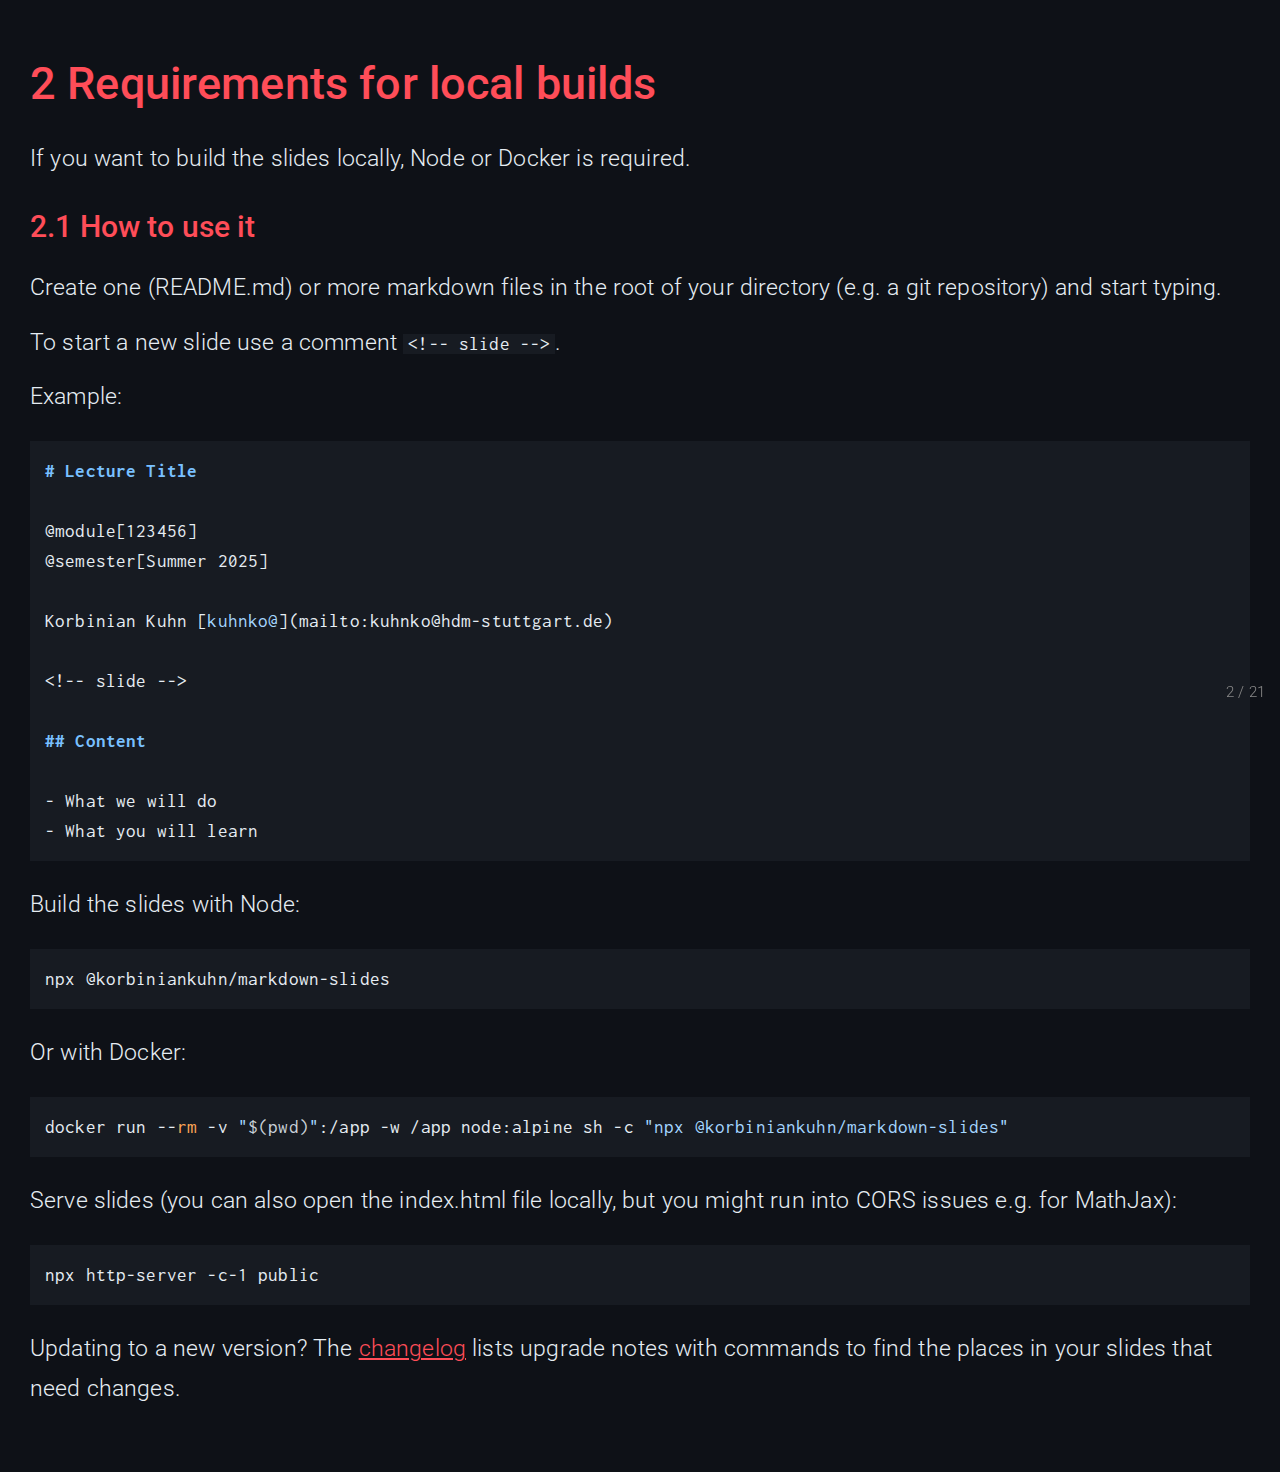 2 Requirements for local builds
If you want to build the slides locally, Node or Docker is required.
2.1 How to use it
Create one (README.md) or more markdown files in the root of your directory (e.g. a git repository) and start typing.
To start a new slide use a comment <!-- slide -->.
Example:
# Lecture Title
@module[123456]
@semester[Summer 2025]
Korbinian Kuhn [kuhnko@](mailto:kuhnko@hdm-stuttgart.de)
<!-- slide -->
2 / 21
## Content
- What we will do
- What you will learn
Build the slides with Node:
npx @korbiniankuhn/markdown-slides
Or with Docker:
docker run --rm -v "$(pwd)":/app -w /app node:alpine sh -c "npx @korbiniankuhn/markdown-slides"
Serve slides (you can also open the index.html file locally, but you might run into CORS issues e.g. for MathJax):
npx http-server -c-1 public
Updating to a new version? The changelog lists upgrade notes with commands to find the places in your slides that
need changes.